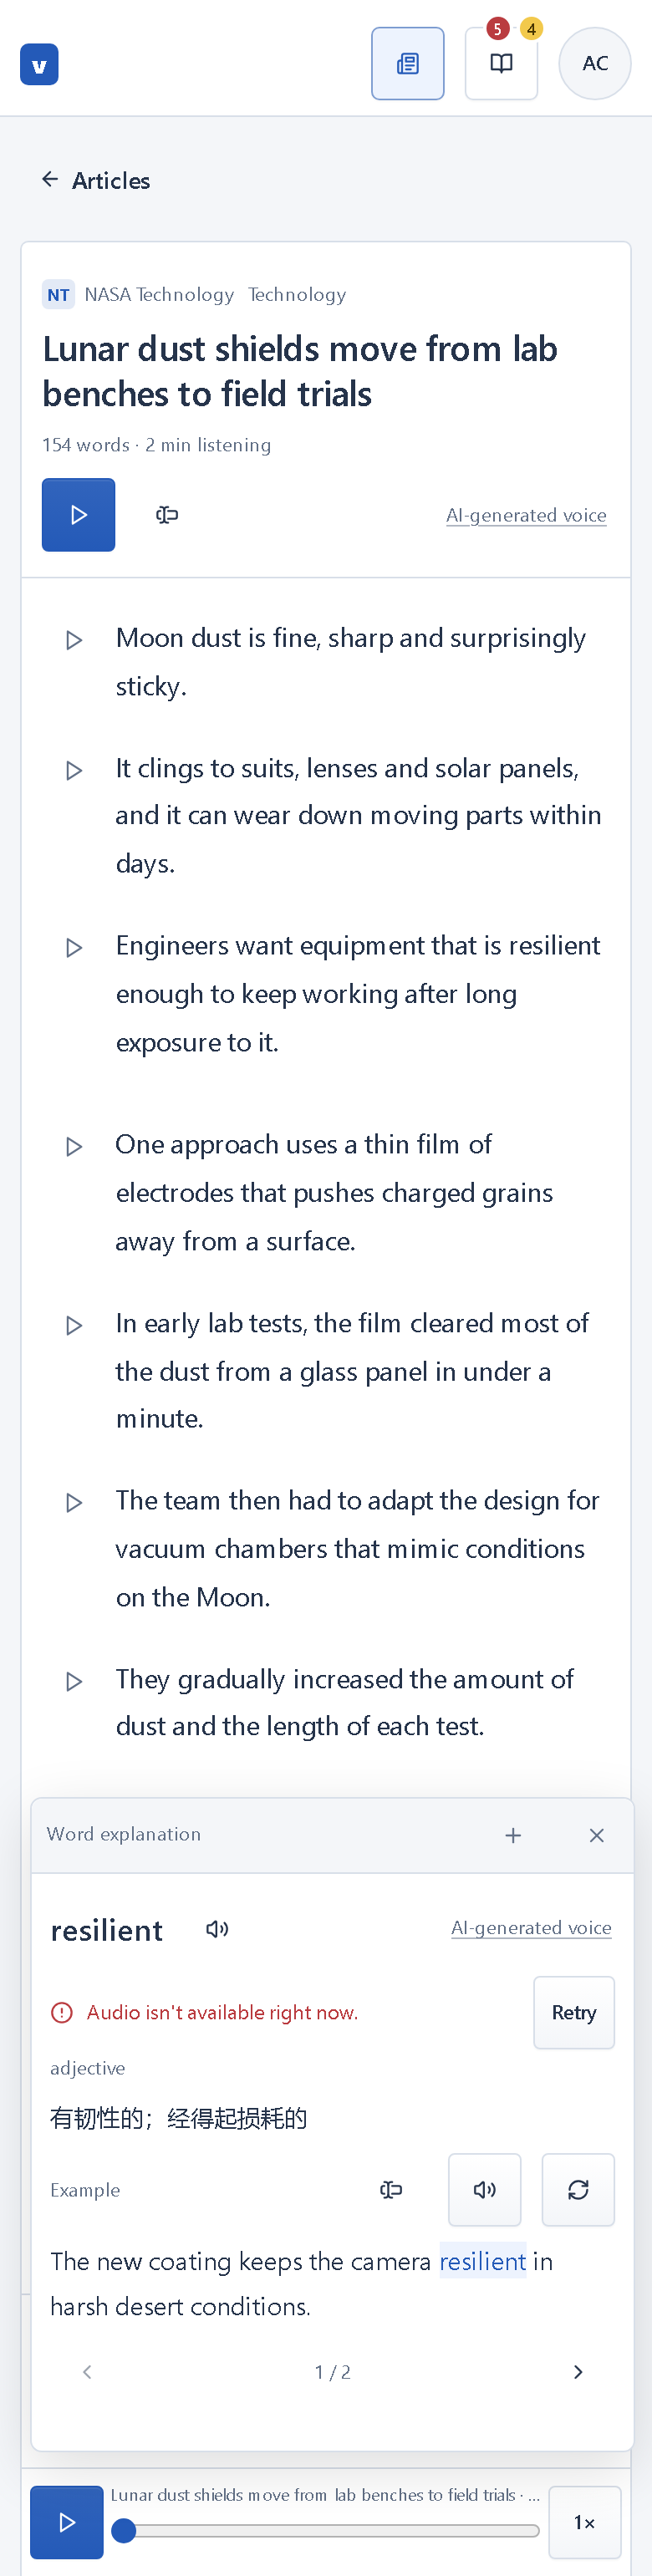 v
5
4
AC
Articles
NT NASA Technology Technology
Lunar dust shields move from lab
benches to field trials
154 words · 2 min listening
AI-generated voice
Moon dust is fine, sharp and surprisingly
sticky.
It clings to suits, lenses and solar panels,
and it can wear down moving parts within
days.
Engineers want equipment that is resilient
enough to keep working after long
exposure to it.
One approach uses a thin film of
electrodes that pushes charged grains
away from a surface.
In early lab tests, the film cleared most of
the dust from a glass panel in under a
minute.
The team then had to adapt the design for
vacuum chambers that mimic conditions
on the Moon.
They gradually increased the amount of
dust and the length of each test.
Word explanation
resilient
AI-generated voice
Audio isn't available right now.
Retry
adjective
有韧性的；经得起损耗的
Example
The new coating keeps the camera resilient in
harsh desert conditions.
1 / 2
Lunar dust shields move from lab benches to field trials · ...
1×